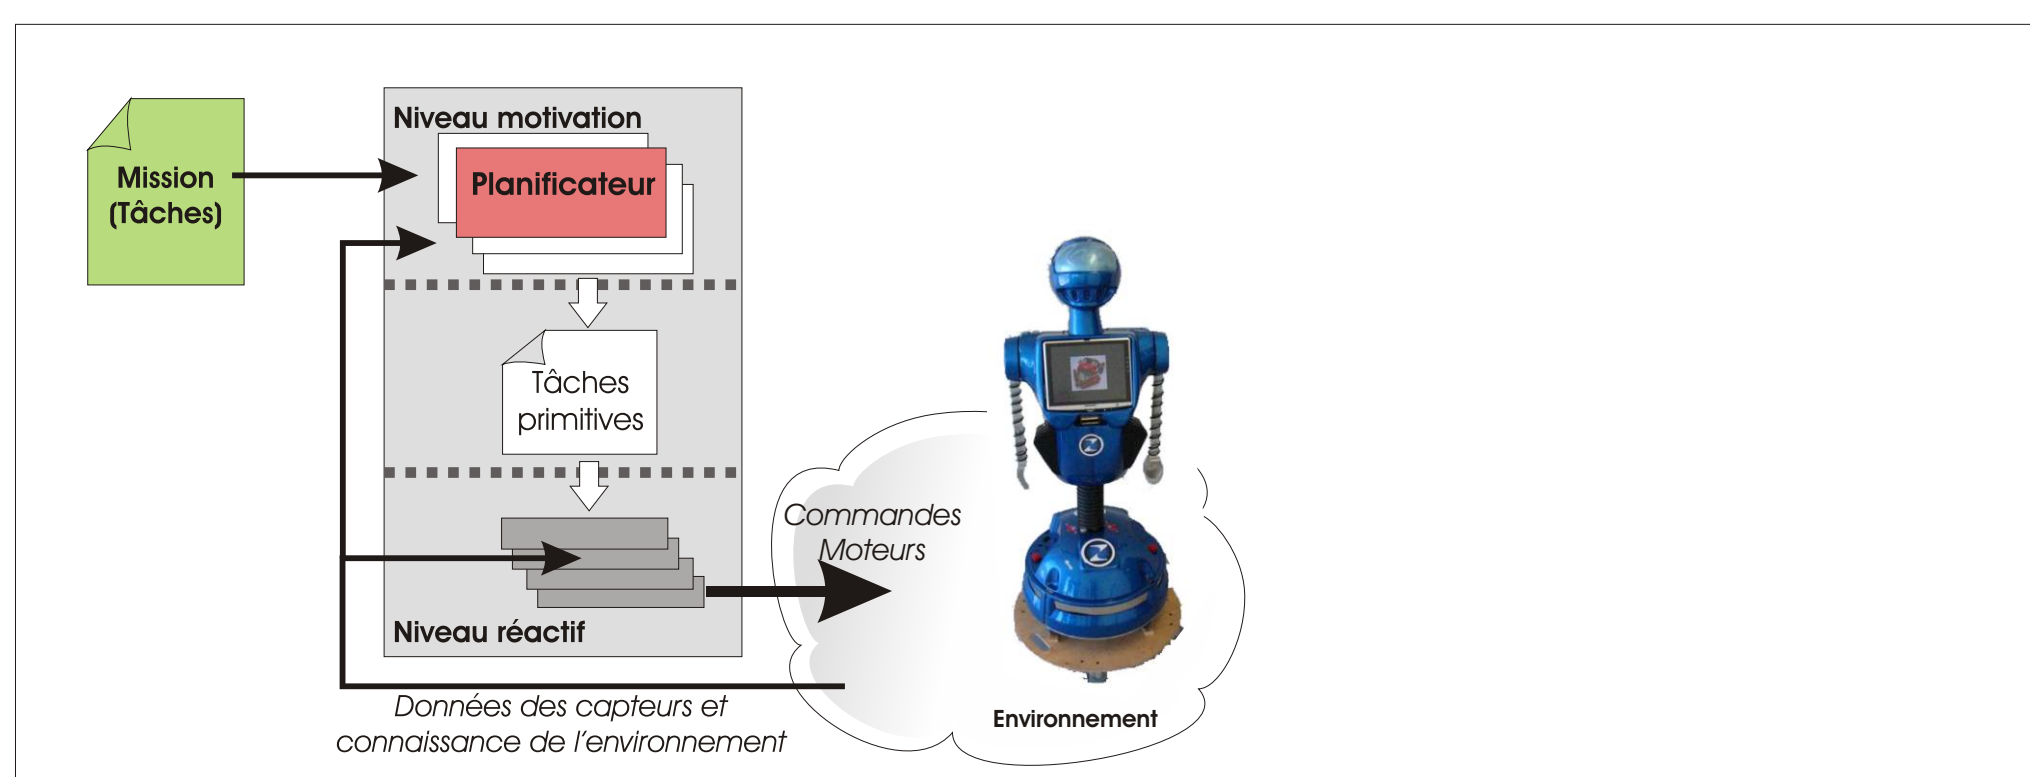 Niveau motivation
Mission
(Tâches)
Planificateur
Tâches
primitives
Commandes
Moteurs
Niveau réactif
Données des capteurs et
connaissance de l'environnement
Environnement